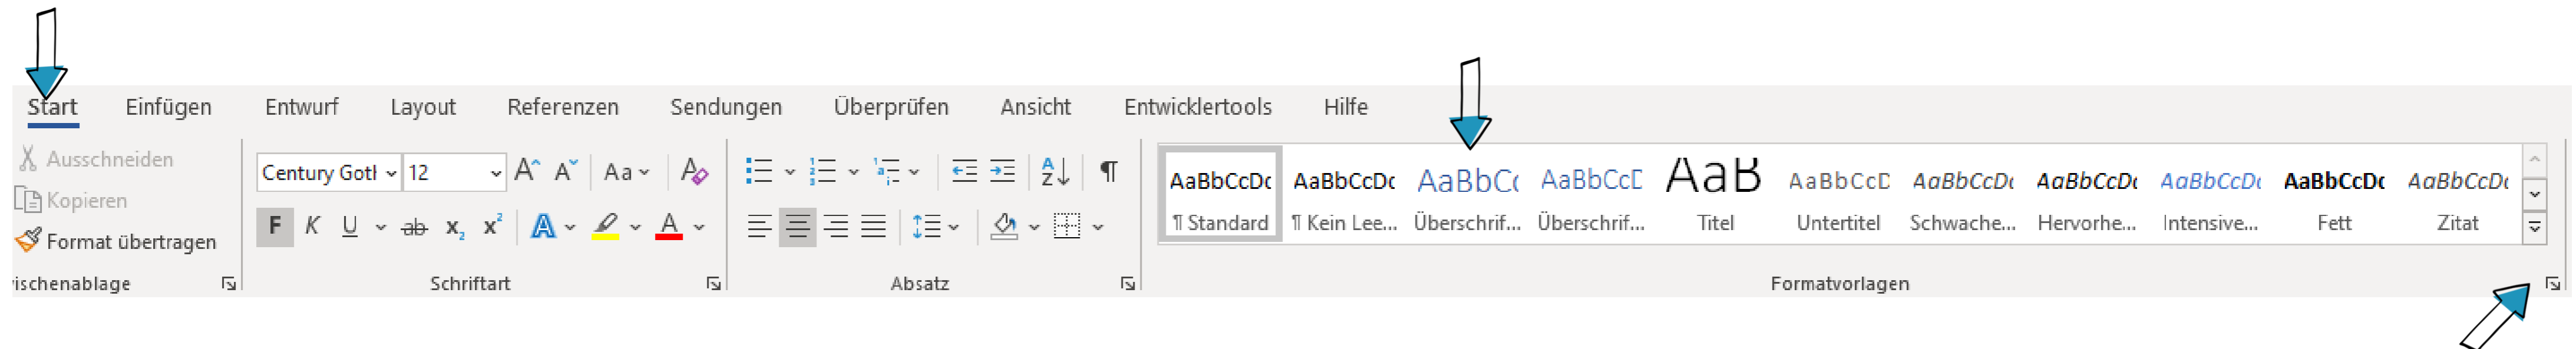 Start Einfügen Entwurf Layout Referenzen Sendungen Überprüfen Ansicht Entwicklertools Hilfe
Ausschneiden
Kopieren
Format übertragen
ischenablage
Century Gotl 12 Aa
F K U ab x₂ x² A A
Schriftart
A Z ¶
Absatz
AaBbCcDc AaBbCcDc AaBbCc AaBbCcD AaB AaBbCcD AaBbCcDc AaBbCcDc AaBbCcDc AaBbCcDc AaBbCcDc
¶ Standard ¶ Kein Lee... Überschrif... Überschrif... Titel Untertitel Schwache... Hervorhe... Intensive... Fett Zitat
Formatvorlagen